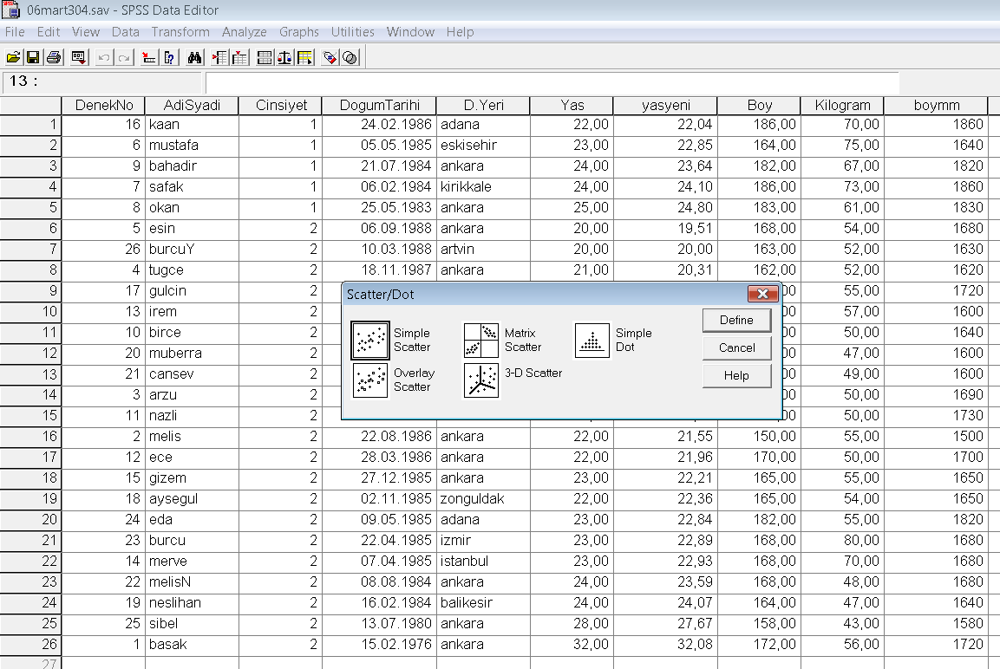 06mart304.sav - SPSS Data Editor
File Edit View Data Transform Analyze Graphs Utilities Window Help
13 :
DenekNo AdiSyadi Cinsiyet DogumTarihi D.Yeri Yas yasyeni Boy Kilogram boymm
1 16 kaan 1 24.02.1986 adana 22,00 22,04 186,00 70,00 1860
2 6 mustafa 1 05.05.1985 eskisehir 23,00 22,85 164,00 75,00 1640
3 9 bahadir 1 21.07.1984 ankara 24,00 23,64 182,00 67,00 1820
4 7 safak 1 06.02.1984 kirikkale 24,00 24,10 186,00 73,00 1860
5 8 okan 1 25.05.1983 ankara 25,00 24,80 183,00 61,00 1830
6 5 esin 2 06.09.1988 ankara 20,00 19,51 168,00 54,00 1680
7 26 burcuY 2 10.03.1988 artvin 20,00 20,00 163,00 52,00 1630
8 4 tugce 2 18.11.1987 ankara 21,00 20,31 162,00 52,00 1620
9 17 gulcin 2 55,00 1720
10 13 irem 2 57,00 1600
11 10 birce 2 50,00 1640
12 20 muberra 2 47,00 1600
13 21 cansev 2 49,00 1600
14 3 arzu 2 50,00 1690
15 11 nazli 2 50,00 1730
16 2 melis 2 22.08.1986 ankara 22,00 21,55 150,00 55,00 1500
17 12 ece 2 28.03.1986 ankara 22,00 21,96 170,00 50,00 1700
18 15 gizem 2 27.12.1985 ankara 23,00 22,21 165,00 55,00 1650
19 18 aysegul 2 02.11.1985 zonguldak 22,00 22,36 165,00 54,00 1650
20 24 eda 2 09.05.1985 adana 23,00 22,84 182,00 55,00 1820
21 23 burcu 2 22.04.1985 izmir 23,00 22,89 168,00 80,00 1680
22 14 merve 2 07.04.1985 istanbul 23,00 22,93 168,00 70,00 1680
23 22 melisN 2 08.08.1984 ankara 24,00 23,59 168,00 48,00 1680
24 19 neslihan 2 16.02.1984 balikesir 24,00 24,07 164,00 47,00 1640
25 25 sibel 2 13.07.1980 ankara 28,00 27,67 158,00 43,00 1580
26 1 basak 2 15.02.1976 ankara 32,00 32,08 172,00 56,00 1720
27
Scatter/Dot
Simple
Scatter
Matrix
Scatter
Simple
Dot
Overlay
Scatter
3-D Scatter
Define
Cancel
Help